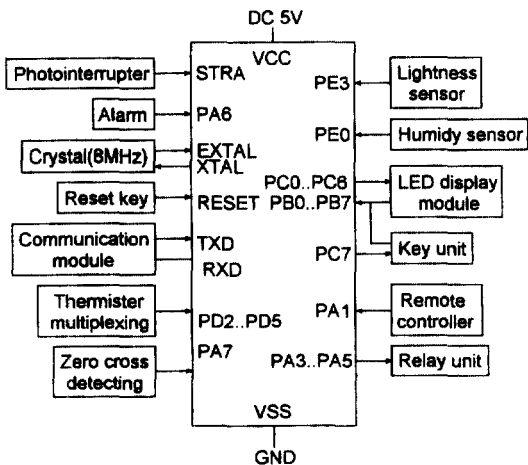 DC 5V
VCC
Photointerrupter
STRA
PE3
Lightness
sensor
Alarm
PA6
PE0
Humidy sensor
Crystal(8MHz)
EXTAL
XTAL
PC0..PC6
PB0..PB7
LED display
module
Reset key
RESET
Communication
module
TXD
RXD
PC7
Key unit
Thermister
multiplexing
PD2..PD5
PA1
Remote
controller
Zero cross
detecting
PA7
PA3..PA5
Relay unit
VSS
GND